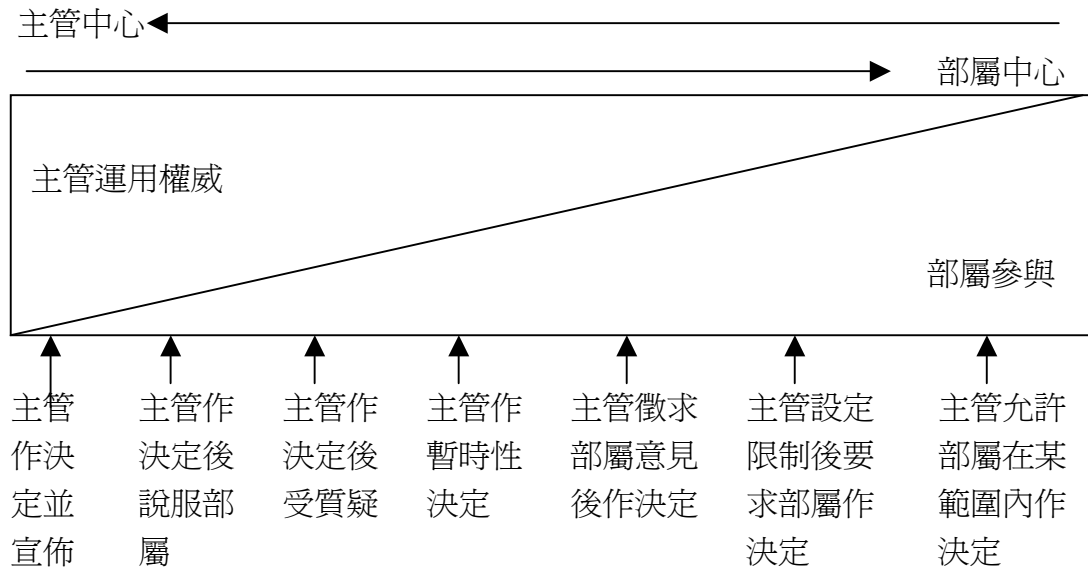 主管中心
部屬中心
主管運用權威
部屬參與
主管
作決
定並
宣佈
主管作
決定後
說服部
屬
主管作
決定後
受質疑
主管作
暫時性
決定
主管徵求
部屬意見
後作決定
主管設定
限制後要
求部屬作
決定
主管允許
部屬在某
範圍內作
決定